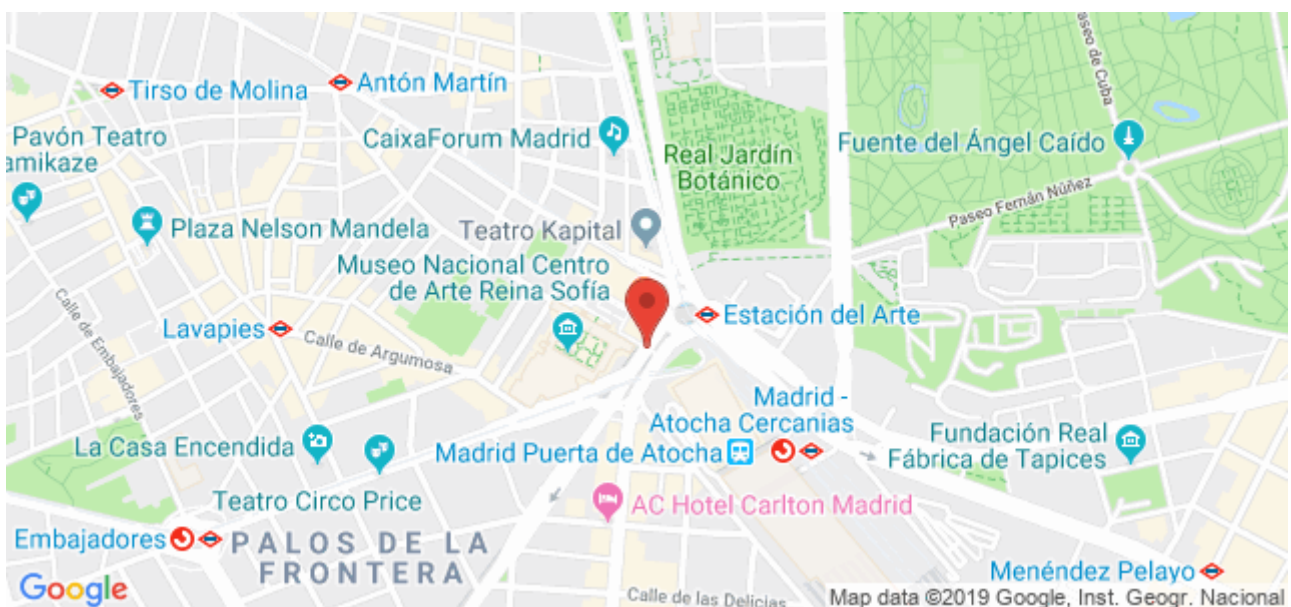 Paseo de Cuba
Antón Martín
Tirso de Molina
CaixaForum Madrid
Pavón Teatro
amikaze
Real Jardín
Botánico
Fuente del Ángel Caído
Paseo Fernán Núñez
Plaza Nelson Mandela
Teatro Kapital
Museo Nacional Centro
de Arte Reina Sofía
Calle de Embajadores
Lavapies
Calle de Argumosa
Estación del Arte
Madrid -
Atocha Cercanias
La Casa Encendida
Madrid Puerta de Atocha
Fundación Real
Fábrica de Tapices
Teatro Circo Price
AC Hotel Carlton Madrid
Embajadores
PALOS DE LA
FRONTERA
Menéndez Pelayo
Google
Calle de las Delicias
Map data ©2019 Google, Inst. Geogr. Nacional